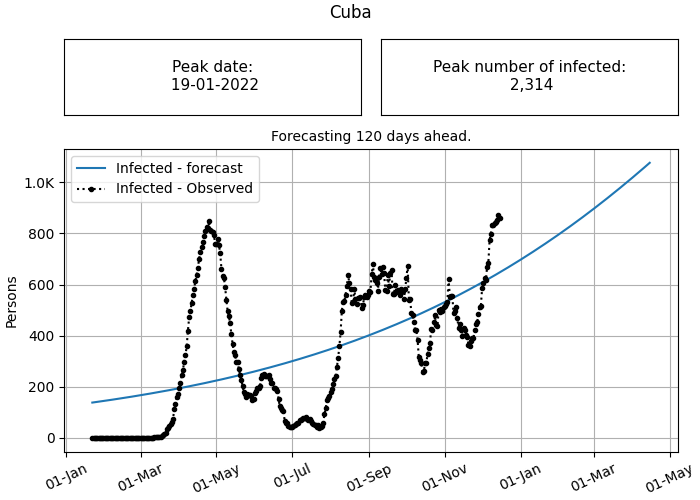 Cuba
Peak date:
19-01-2022
Peak number of infected:
2,314
Forecasting 120 days ahead.
Infected - forecast
Infected - Observed
Persons
1.0K
800
600
400
200
0
01-Jan
01-Mar
01-May
01-Jul
01-Sep
01-Nov
01-Jan
01-Mar
01-May